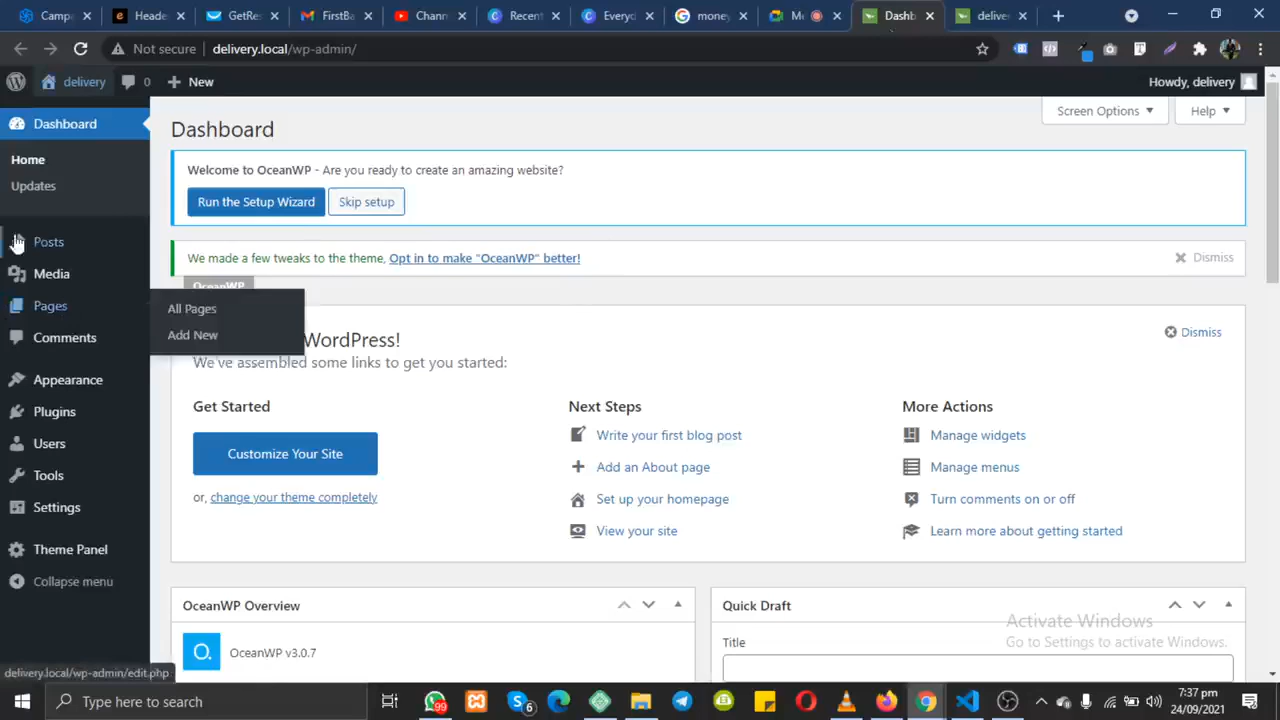 Campa
Heade
GetRes
FirstBa
Chann
Recent
Everyd
money
Me
Dashb
deliver
Not secure
delivery.local/wp-admin/
delivery
0
New
Howdy, delivery
Dashboard
Home
Updates
Posts
Media
Pages
Comments
Appearance
Plugins
Users
Tools
Settings
Theme Panel
Collapse menu
All Pages
Add New
Dashboard
Screen Options
Help
Welcome to OceanWP - Are you ready to create an amazing website?
Run the Setup Wizard
Skip setup
We made a few tweaks to the theme, Opt in to make "OceanWP" better!
Dismiss
OceanWP
WordPress!
Dismiss
We've assembled some links to get you started:
Get Started
Customize Your Site
or, change your theme completely
Next Steps
Write your first blog post
Add an About page
Set up your homepage
View your site
More Actions
Manage widgets
Manage menus
Turn comments on or off
Learn more about getting started
OceanWP Overview
O.
OceanWP v3.0.7
Quick Draft
Title
Activate Windows
Go to Settings to activate Windows.
delivery.local/wp-admin/edit.php
Type here to search
99
6
7:37 pm
24/09/2021